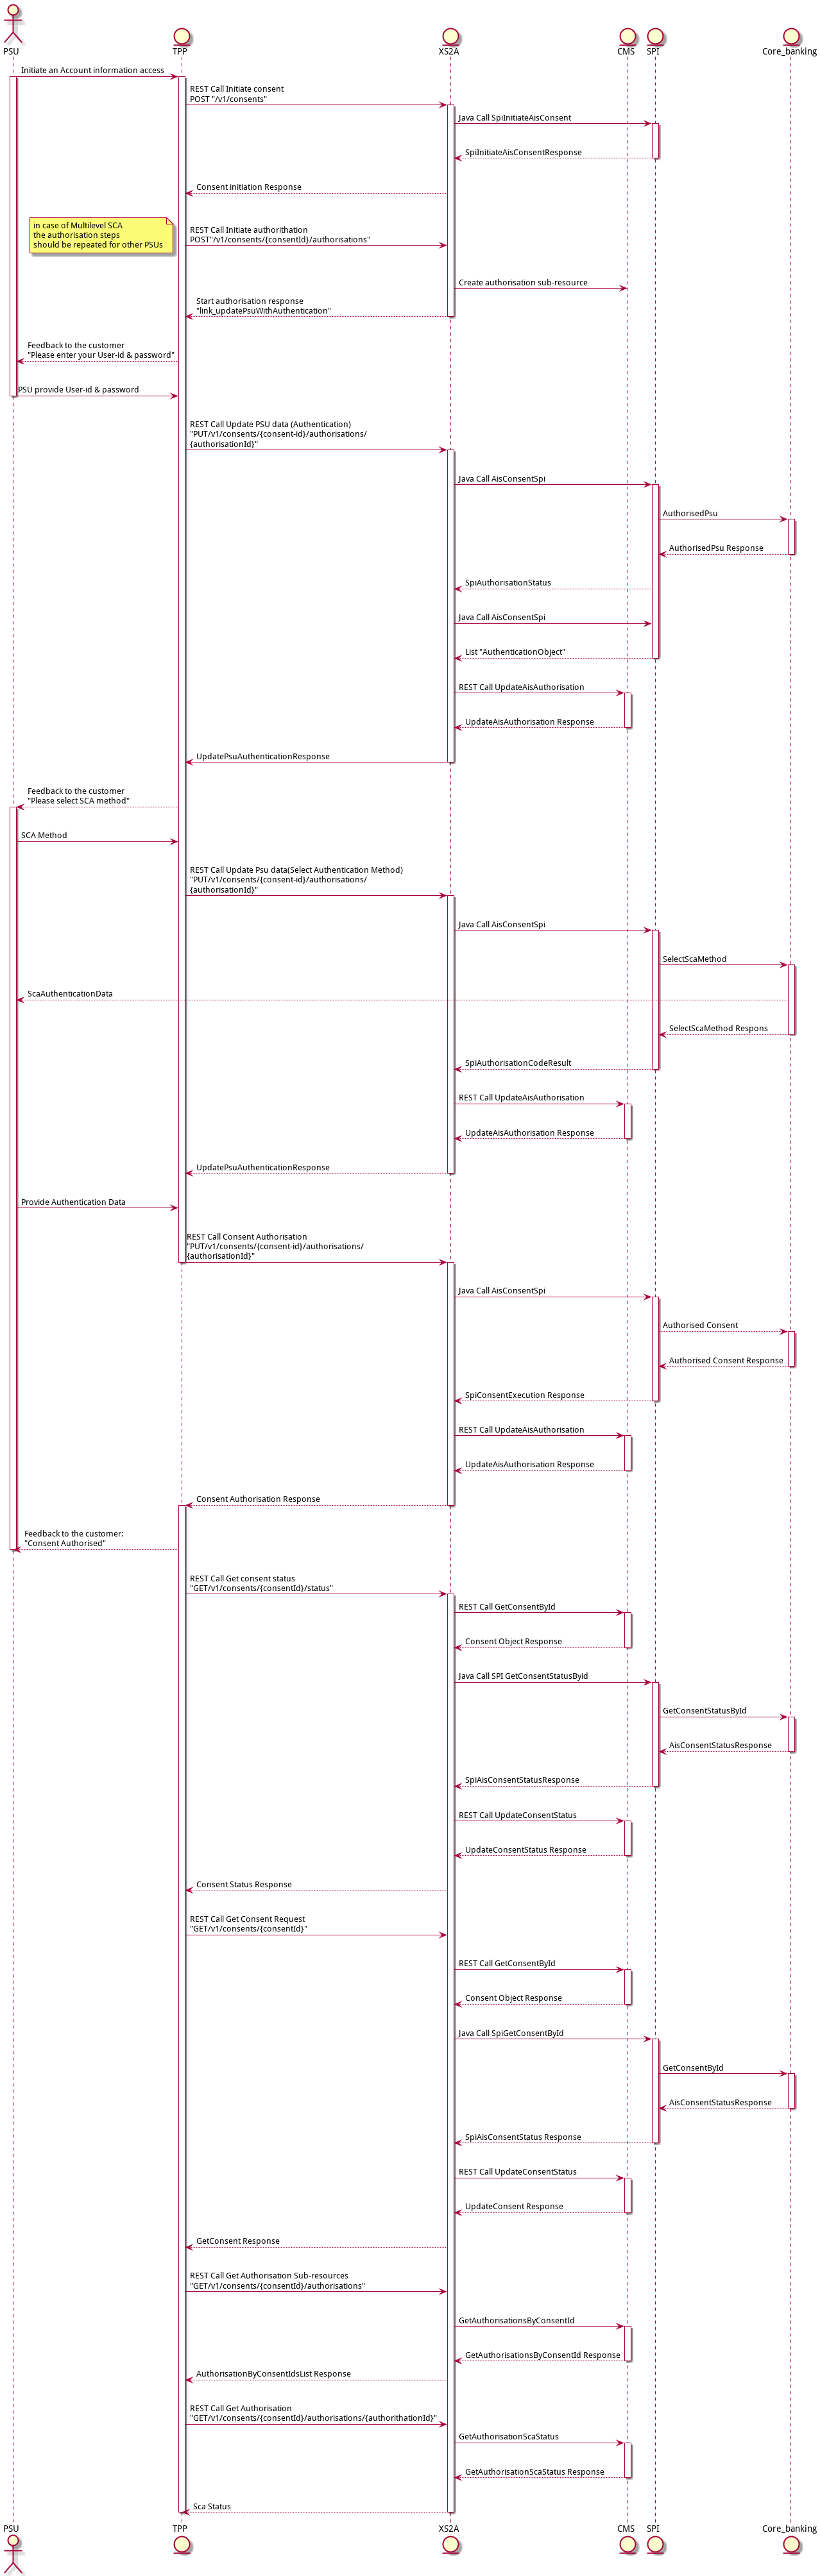 PSU
TPP
XS2A
CMS
SPI
Core_banking
Initiate an Account information access
REST Call Initiate consent
POST "/v1/consents"
Java Call SpiInitiateAisConsent
SpiInitiateAisConsentResponse
Consent initiation Response
in case of Multilevel SCA
the authorisation steps
should be repeated for other PSUs
REST Call Initiate authorithation
POST"/v1/consents/{consentId}/authorisations"
Create authorisation sub-resource
Start authorisation response
"link_updatePsuWithAuthentication"
Feedback to the customer
"Please enter your User-id & password"
PSU provide User-id & password
REST Call Update PSU data (Authentication)
"PUT/v1/consents/{consent-id}/authorisations/
{authorisationId}"
Java Call AisConsentSpi
AuthorisedPsu
AuthorisedPsu Response
SpiAuthorisationStatus
Java Call AisConsentSpi
List "AuthenticationObject"
REST Call UpdateAisAuthorisation
UpdateAisAuthorisation Response
UpdatePsuAuthenticationResponse
Feedback to the customer
"Please select SCA method"
SCA Method
REST Call Update Psu data(Select Authentication Method)
"PUT/v1/consents/{consent-id}/authorisations/
{authorisationId}"
Java Call AisConsentSpi
SelectScaMethod
ScaAuthenticationData
SelectScaMethod Respons
SpiAuthorisationCodeResult
REST Call UpdateAisAuthorisation
UpdateAisAuthorisation Response
UpdatePsuAuthenticationResponse
Provide Authentication Data
REST Call Consent Authorisation
"PUT/v1/consents/{consent-id}/authorisations/
{authorisationId}"
Java Call AisConsentSpi
Authorised Consent
Authorised Consent Response
SpiConsentExecution Response
REST Call UpdateAisAuthorisation
UpdateAisAuthorisation Response
Consent Authorisation Response
Feedback to the customer:
"Consent Authorised"
REST Call Get consent status
"GET/v1/consents/{consentId}/status"
REST Call GetConsentById
Consent Object Response
Java Call SPI GetConsentStatusByid
GetConsentStatusById
AisConsentStatusResponse
SpiAisConsentStatusResponse
REST Call UpdateConsentStatus
UpdateConsentStatus Response
Consent Status Response
REST Call Get Consent Request
"GET/v1/consents/{consentId}"
REST Call GetConsentById
Consent Object Response
Java Call SpiGetConsentById
GetConsentById
AisConsentStatusResponse
SpiAisConsentStatus Response
REST Call UpdateConsentStatus
UpdateConsent Response
GetConsent Response
REST Call Get Authorisation Sub-resources
"GET/v1/consents/{consentId}/authorisations"
GetAuthorisationsByConsentId
GetAuthorisationsByConsentId Response
AuthorisationByConsentIdsList Response
REST Call Get Authorisation
"GET/v1/consents/{consentId}/authorisations/{authorithationId}"
GetAuthorisationScaStatus
GetAuthorisationScaStatus Response
Sca Status
PSU
TPP
XS2A
CMS
SPI
Core_banking